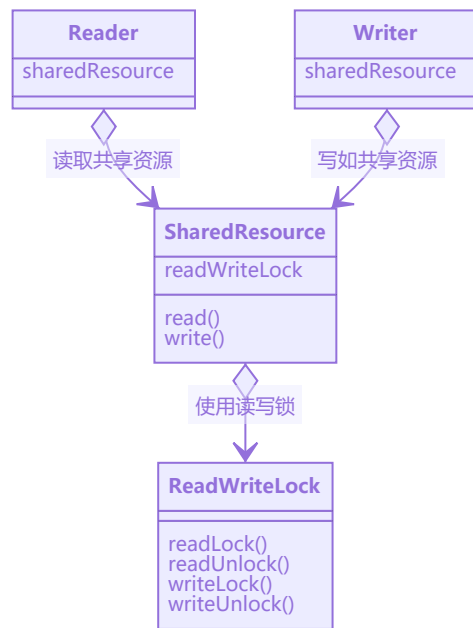 Reader
sharedResource
Writer
sharedResource
读取共享资源
写如共享资源
SharedResource
readWriteLock
read()
write()
使用读写锁
ReadWriteLock
readLock()
readUnlock()
writeLock()
writeUnlock()